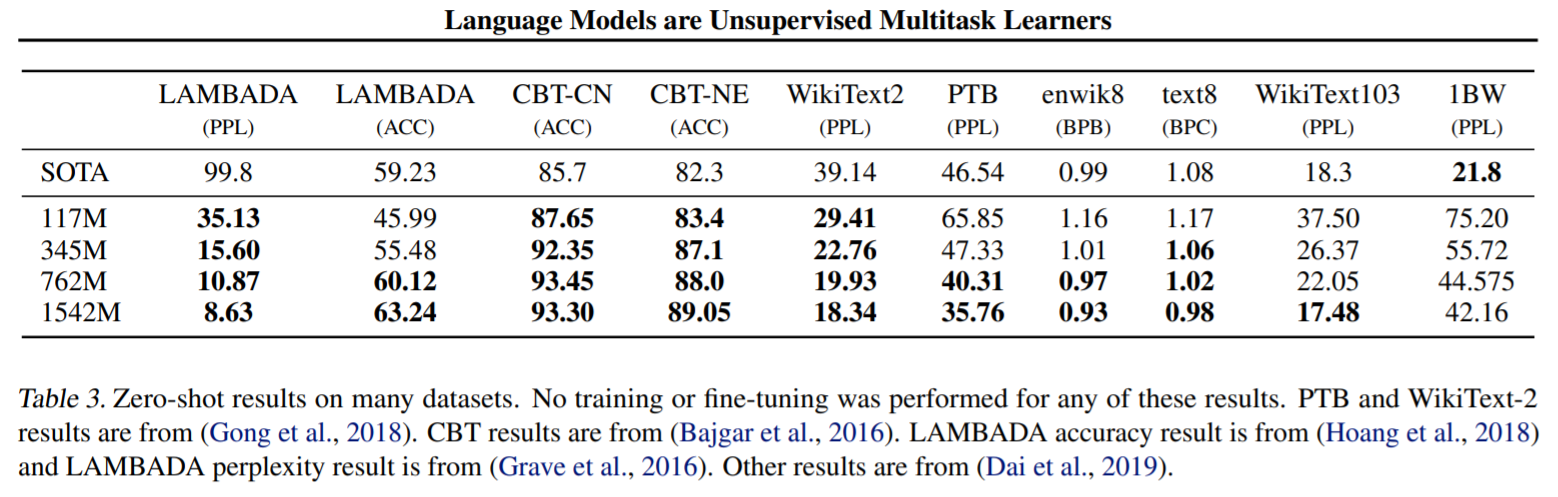 Language Models are Unsupervised Multitask Learners
LAMBADA LAMBADA CBT-CN CBT-NE WikiText2 PTB enwik8 text8 WikiText103 1BW
(PPL) (ACC) (ACC) (ACC) (PPL) (PPL) (BPB) (BPC) (PPL) (PPL)
SOTA 99.8 59.23 85.7 82.3 39.14 46.54 0.99 1.08 18.3 21.8
117M 35.13 45.99 87.65 83.4 29.41 65.85 1.16 1.17 37.50 75.20
345M 15.60 55.48 92.35 87.1 22.76 47.33 1.01 1.06 26.37 55.72
762M 10.87 60.12 93.45 88.0 19.93 40.31 0.97 1.02 22.05 44.575
1542M 8.63 63.24 93.30 89.05 18.34 35.76 0.93 0.98 17.48 42.16
Table 3. Zero-shot results on many datasets. No training or fine-tuning was performed for any of these results. PTB and WikiText-2
results are from (Gong et al., 2018). CBT results are from (Bajgar et al., 2016). LAMBADA accuracy result is from (Hoang et al., 2018)
and LAMBADA perplexity result is from (Grave et al., 2016). Other results are from (Dai et al., 2019).